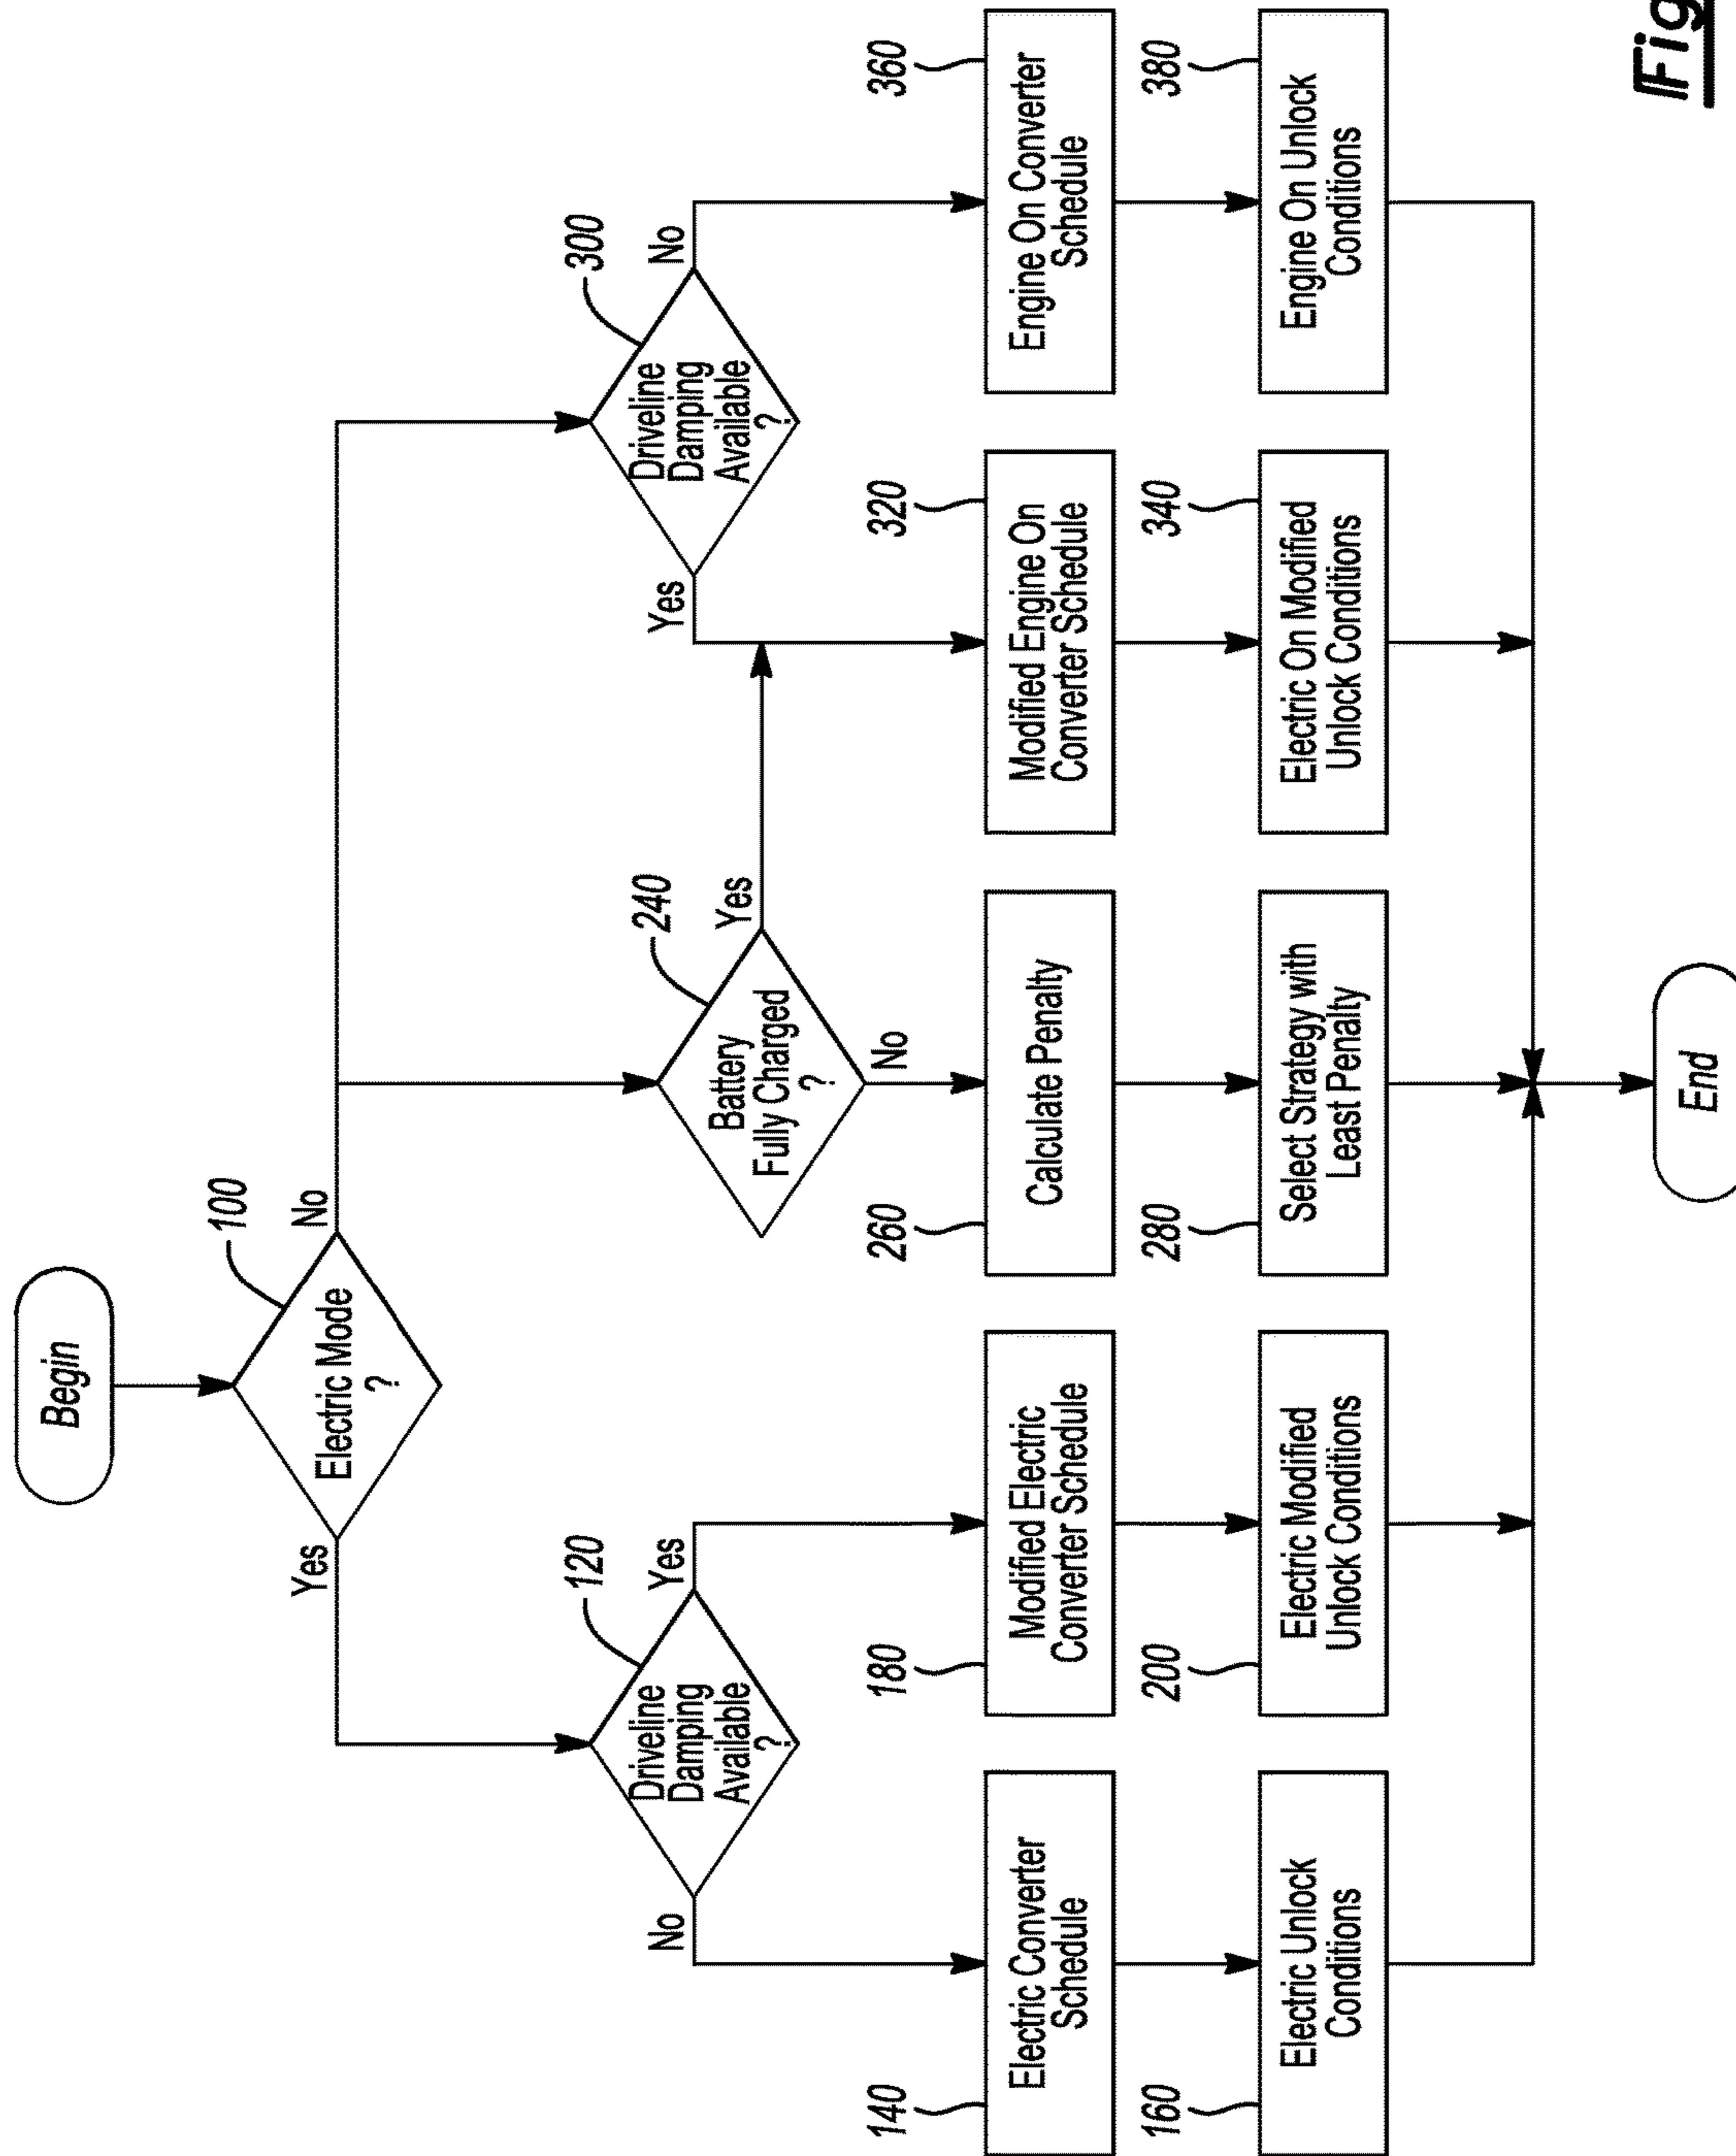 Begin
100
Electric Mode
?
Yes
No
120
Driveline
Damping
Available
?
No
Yes
240
Battery
Fully Charged
?
Yes
No
300
Driveline
Damping
Available
?
Yes
No
140
Electric Converter
Schedule
180
Modified Electric
Converter Schedule
260
Calculate Penalty
320
Modified Engine On
Converter Schedule
360
Engine On Converter
Schedule
160
Electric Unlock
Conditions
200
Electric Modified
Unlock Conditions
280
Select Strategy with
Least Penalty
340
Electric On Modified
Unlock Conditions
380
Engine On Unlock
Conditions
End
Fig